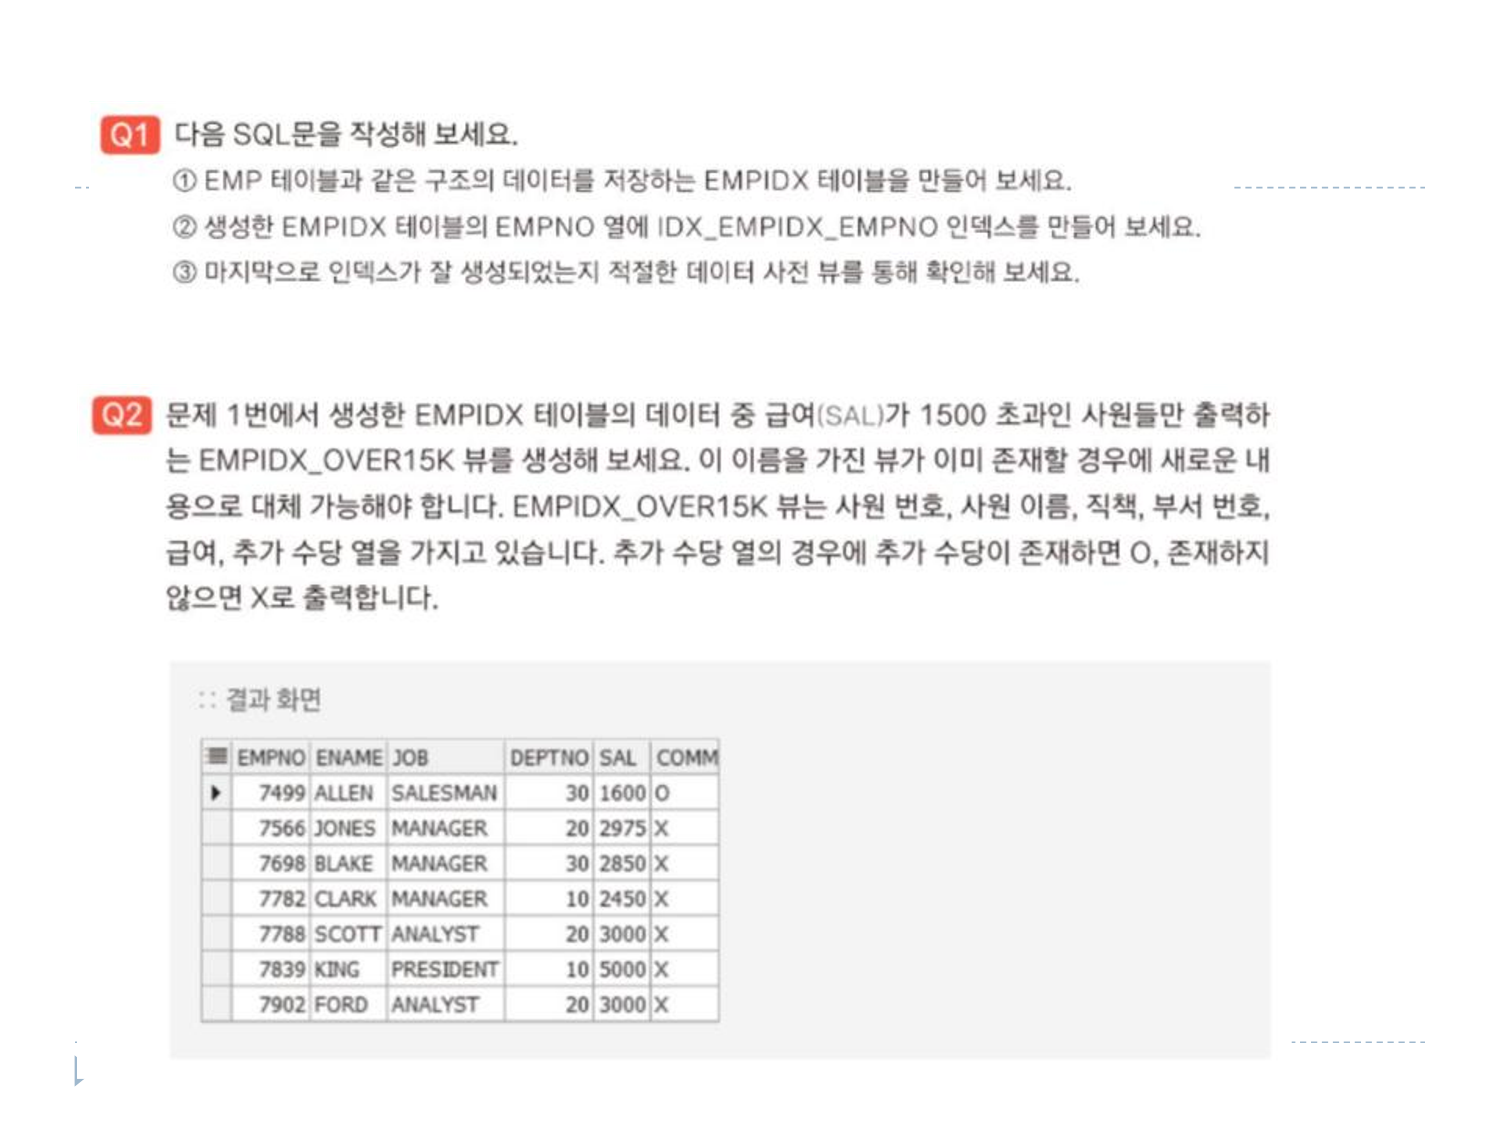 Q1 다음 SQL문을 작성해 보세요.
① EMP 테이블과 같은 구조의 데이터를 저장하는 EMPIDX 테이블을 만들어 보세요.
② 생성한 EMPIDX 테이블의 EMPNO 열에 IDX_EMPIDX_EMPNO 인덱스를 만들어 보세요.
③ 마지막으로 인덱스가 잘 생성되었는지 적절한 데이터 사전 뷰를 통해 확인해 보세요.
Q2 문제 1번에서 생성한 EMPIDX 테이블의 데이터 중 급여(SAL)가 1500 초과인 사원들만 출력하
는 EMPIDX_OVER15K 뷰를 생성해 보세요. 이 이름을 가진 뷰가 이미 존재할 경우에 새로운 내
용으로 대체 가능해야 합니다. EMPIDX_OVER15K 뷰는 사원 번호, 사원 이름, 직책, 부서 번호,
급여, 추가 수당 열을 가지고 있습니다. 추가 수당 열의 경우에 추가 수당이 존재하면 O, 존재하지
않으면 X로 출력합니다.
:: 결과 화면
EMPNO ENAME JOB DEPTNO SAL COMM
7499 ALLEN SALESMAN 30 1600 O
7566 JONES MANAGER 20 2975 X
7698 BLAKE MANAGER 30 2850 X
7782 CLARK MANAGER 10 2450 X
7788 SCOTT ANALYST 20 3000 X
7839 KING PRESIDENT 10 5000 X
7902 FORD ANALYST 20 3000 X